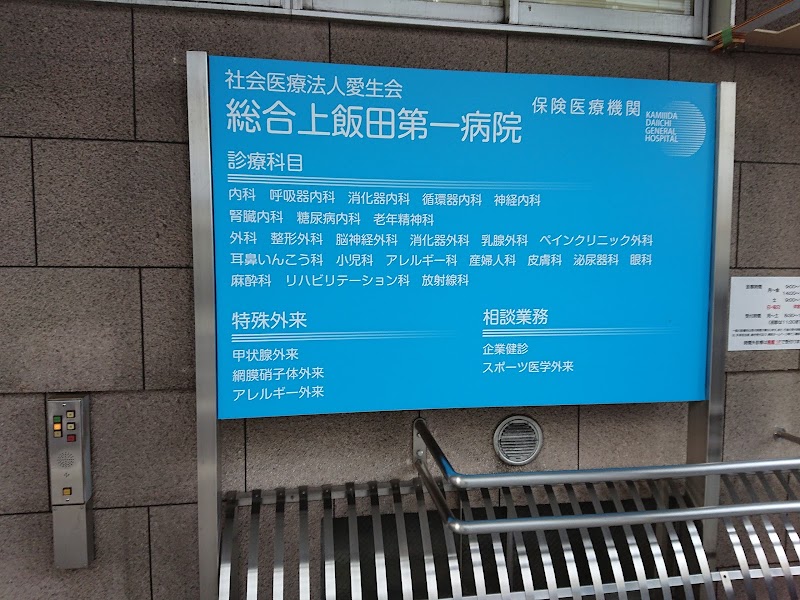 社会医療法人愛生会
総合上飯田第一病院
保険医療機関
KAMIIIDA
DAIICHI
GENERAL
HOSPITAL
診療科目
内科 呼吸器内科 消化器内科 循環器内科 神経内科
腎臓内科 糖尿病内科 老年精神科
外科 整形外科 脳神経外科 消化器外科 乳腺外科 ペインクリニック外科
耳鼻いんこう科 小児科 アレルギー科 産婦人科 皮膚科 泌尿器科 眼科
麻酔科 リハビリテーション科 放射線科
特殊外来
甲状腺外来
網膜硝子体外来
アレルギー外来
相談業務
企業健診
スポーツ医学外来